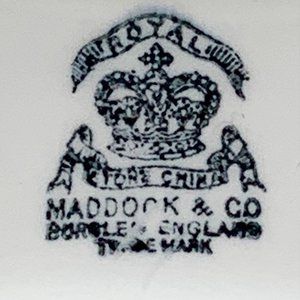 ROYAL
STONE CHINA
MADDOCK & CO
BURSLEM ENGLAND
TRADE MARK